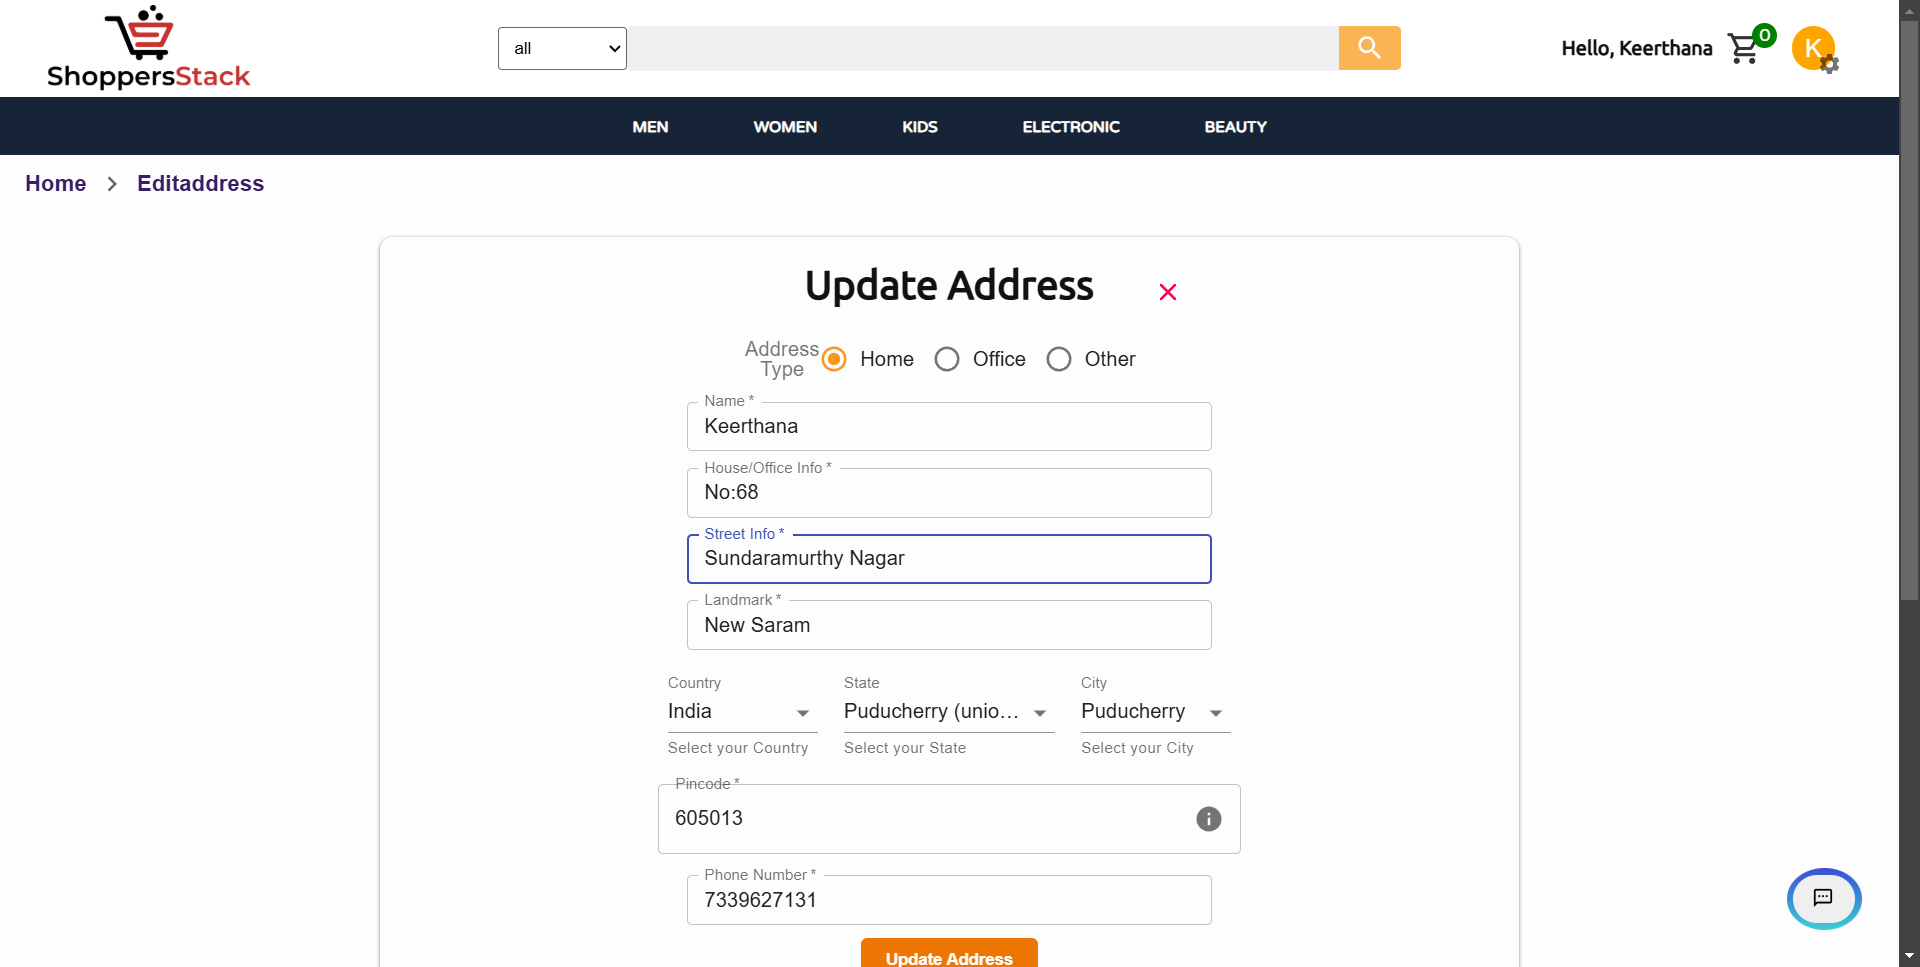 ShoppersStack
all
Hello, Keerthana
0
K
MEN WOMEN KIDS ELECTRONIC BEAUTY
Home > Editaddress
Update Address
Address Type
Home Office Other
Name *
Keerthana
House/Office Info *
No:68
Street Info *
Sundaramurthy Nagar
Landmark *
New Saram
Country State City
India Puducherry (unio... Puducherry
Select your Country Select your State Select your City
Pincode *
605013
Phone Number *
7339627131
Update Address